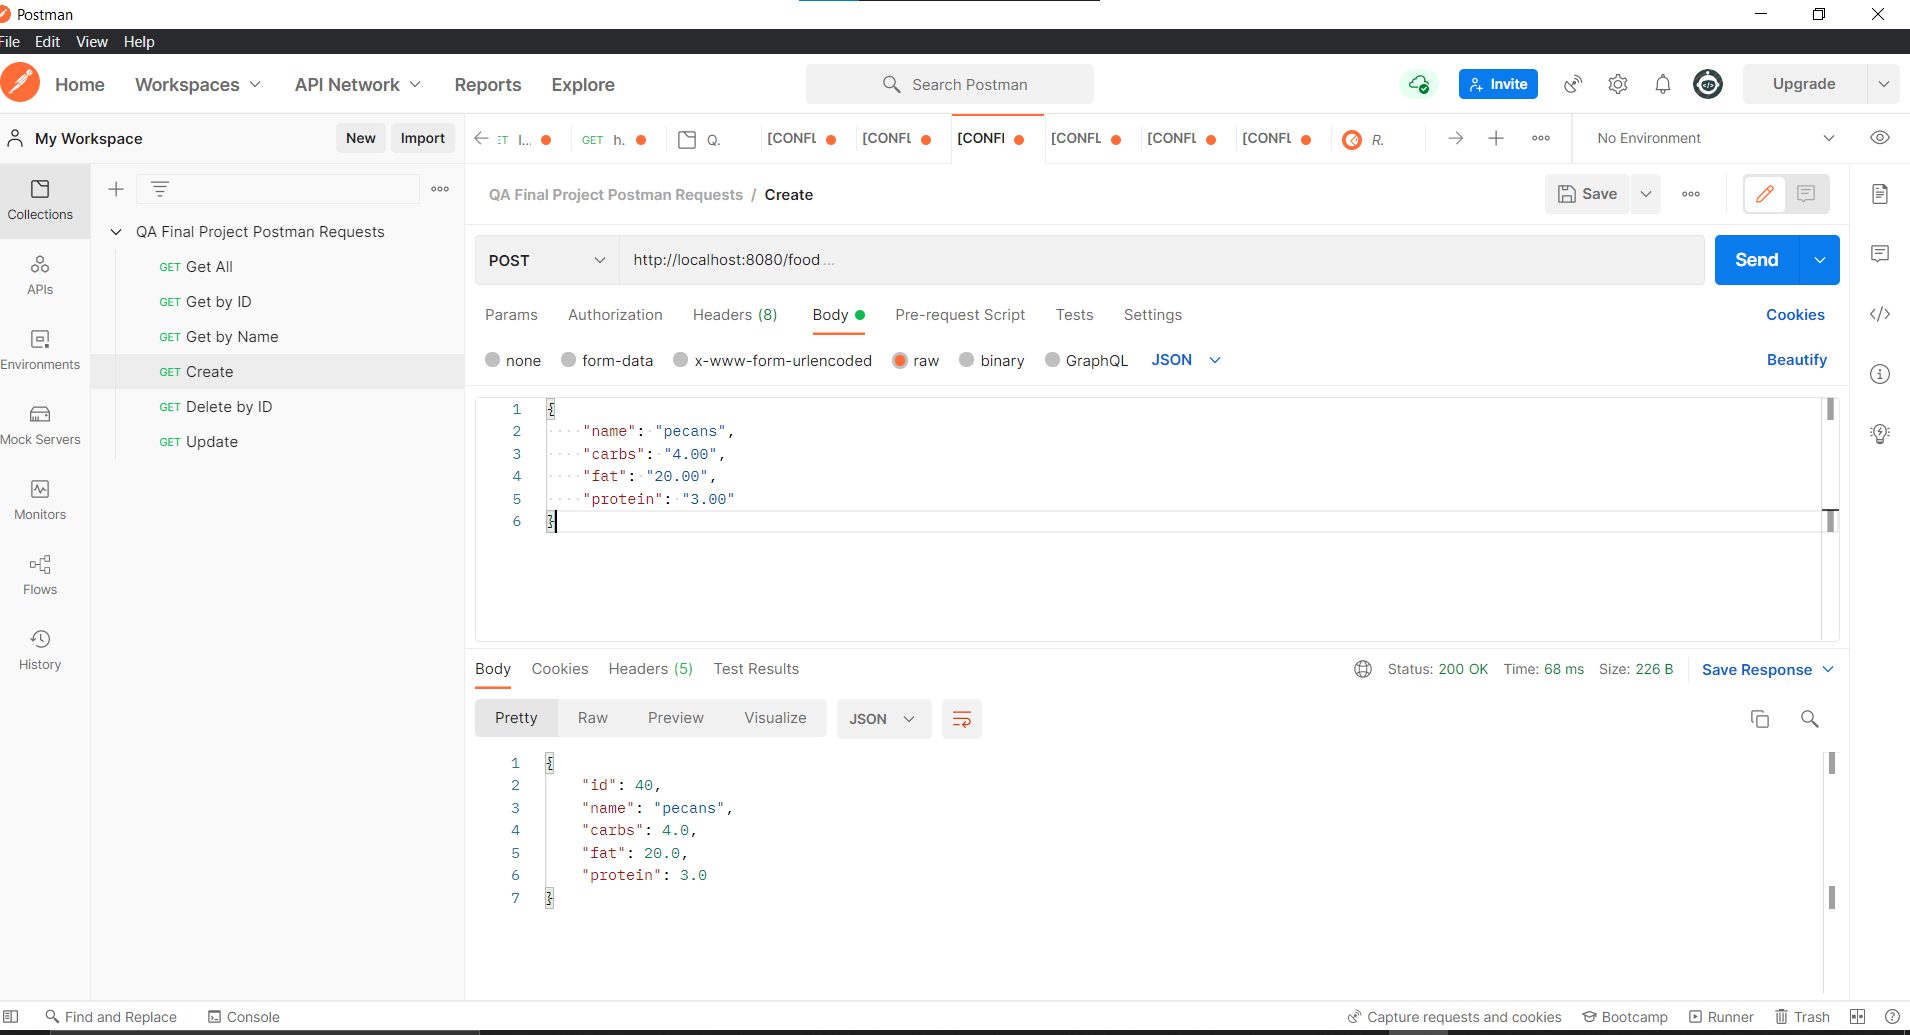 Postman
File Edit View Help
Home Workspaces API Network Reports Explore Search Postman Invite Upgrade
My Workspace New Import
ET I... GET h. Q. [CONFL [CONFL [CONFI [CONFL [CONFL [CONFL R. No Environment
Collections
APIs
Environments
Mock Servers
Monitors
Flows
History
QA Final Project Postman Requests
GET Get All
GET Get by ID
GET Get by Name
GET Create
GET Delete by ID
GET Update
QA Final Project Postman Requests / Create Save
POST http://localhost:8080/food ... Send
Params Authorization Headers (8) Body Pre-request Script Tests Settings Cookies
none form-data x-www-form-urlencoded raw binary GraphQL JSON Beautify
1 {
2 "name": "pecans",
3 "carbs": "4.00",
4 "fat": "20.00",
5 "protein": "3.00"
6 }
Body Cookies Headers (5) Test Results Status: 200 OK Time: 68 ms Size: 226 B Save Response
Pretty Raw Preview Visualize JSON
1 {
2 "id": 40,
3 "name": "pecans",
4 "carbs": 4.0,
5 "fat": 20.0,
6 "protein": 3.0
7 }
Find and Replace Console Capture requests and cookies Bootcamp Runner Trash